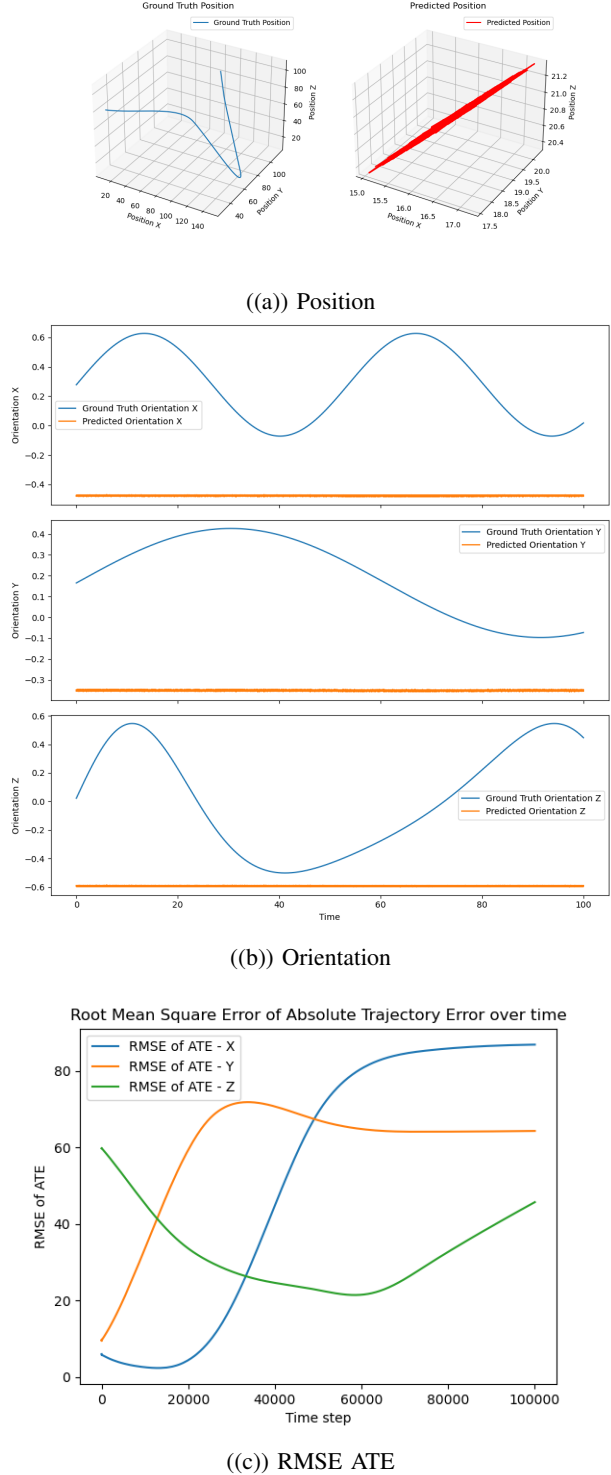 Ground Truth Position
Predicted Position
Ground Truth Position
Predicted Position
100
80
60
40
20
Position Z
21.2
21.0
20.8
20.6
20.4
Position Z
20 40 60 80 100 120 140
Position X
40
60
80
100
Position Y
15.0 15.5 16.0 16.5 17.0
Position X
17.5
18.0
18.5
19.0
19.5
20.0
Position Y
((a)) Position
0.6
0.4
0.2
0.0
−0.2
−0.4
Orientation X
Ground Truth Orientation X
Predicted Orientation X
0.4
0.3
0.2
0.1
0.0
−0.1
−0.2
−0.3
Orientation Y
Ground Truth Orientation Y
Predicted Orientation Y
0.6
0.4
0.2
0.0
−0.2
−0.4
−0.6
Orientation Z
Ground Truth Orientation Z
Predicted Orientation Z
0 20 40 60 80 100
Time
((b)) Orientation
Root Mean Square Error of Absolute Trajectory Error over time
RMSE of ATE - X
RMSE of ATE - Y
RMSE of ATE - Z
80
60
40
20
0
RMSE of ATE
0 20000 40000 60000 80000 100000
Time step
((c)) RMSE ATE